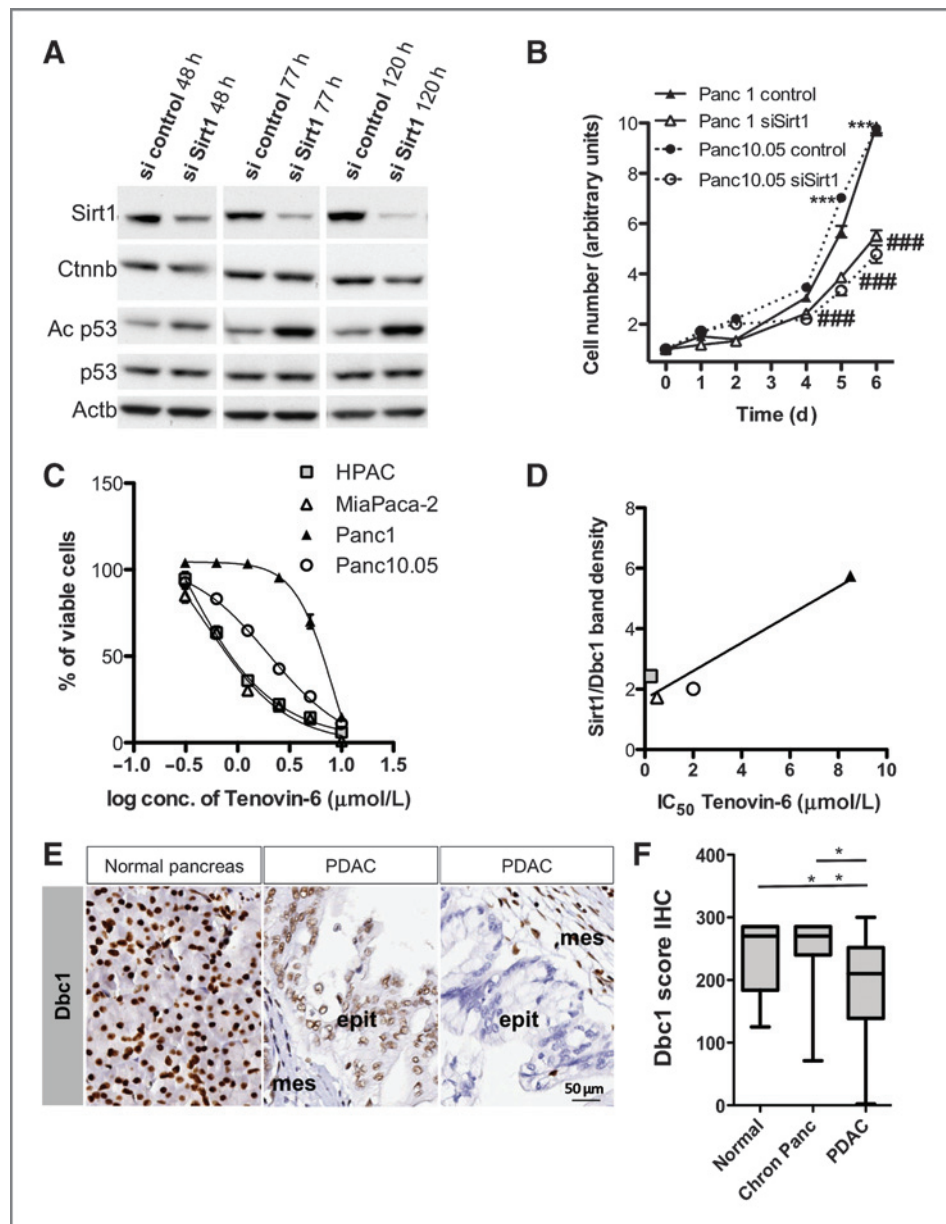 A
si control 48 h
si Sirt1 48 h
si control 77 h
si Sirt1 77 h
si control 120 h
si Sirt1 120 h
Sirt1
Ctnnb
Ac p53
p53
Actb
B
Panc 1 control
Panc 1 siSirt1
Panc10.05 control
Panc10.05 siSirt1
Cell number (arbitrary units)
10
8
6
4
2
***
***
###
###
###
0 1 2 3 4 5 6
Time (d)
C
HPAC
MiaPaca-2
Panc1
Panc10.05
% of viable cells
150
100
50
0
−1.0 −0.5 0.0 0.5 1.0 1.5
log conc. of Tenovin-6 (μmol/L)
D
Sirt1/Dbc1 band density
8
6
4
2
0
0 2 4 6 8 10
IC50 Tenovin-6 (μmol/L)
E
Normal pancreas
PDAC
PDAC
Dbc1
epit
mes
mes
epit
50 μm
F
Dbc1 score IHC
400
300
200
100
0
*
* *
Normal
Chron Panc
PDAC